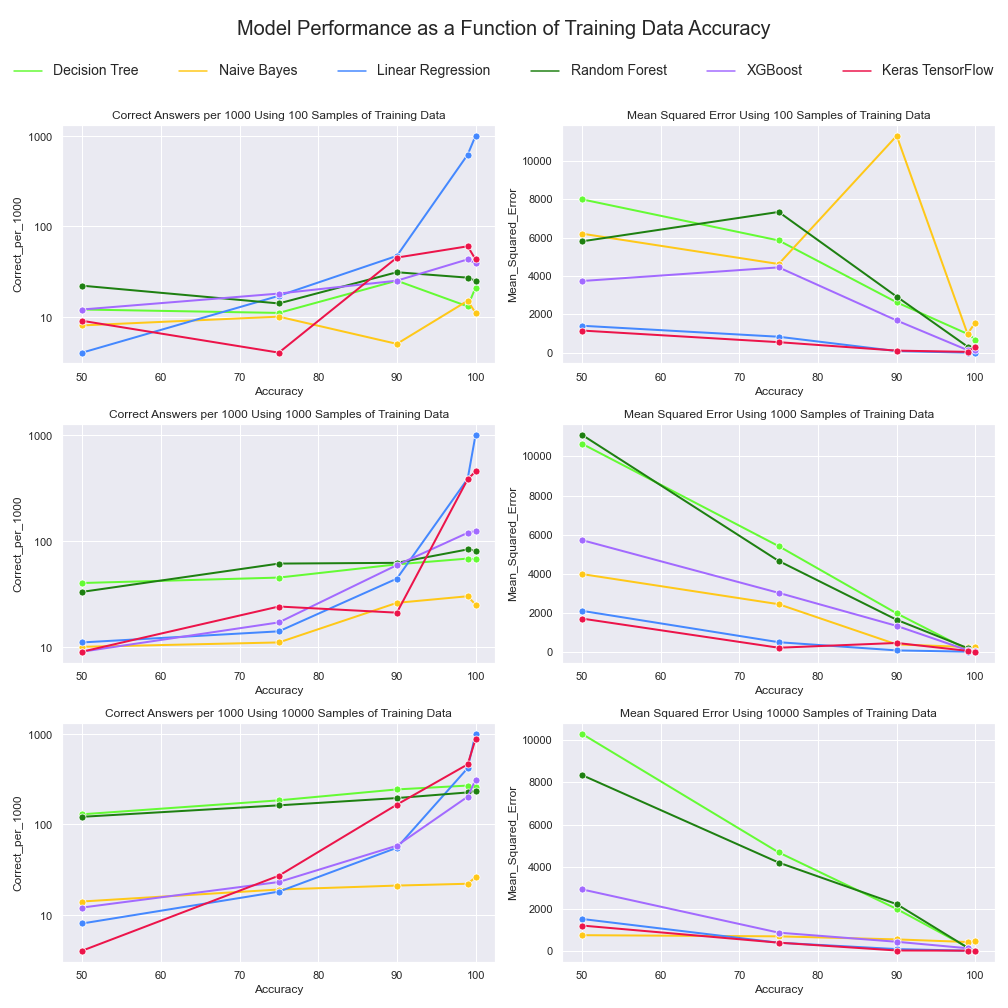 Model Performance as a Function of Training Data Accuracy
Decision Tree Naive Bayes Linear Regression Random Forest XGBoost Keras TensorFlow
Correct Answers per 1000 Using 100 Samples of Training Data
Correct_per_1000
1000
100
10
50 60 70 80 90 100
Accuracy
Mean Squared Error Using 100 Samples of Training Data
Mean_Squared_Error
10000
8000
6000
4000
2000
0
50 60 70 80 90 100
Accuracy
Correct Answers per 1000 Using 1000 Samples of Training Data
Correct_per_1000
1000
100
10
50 60 70 80 90 100
Accuracy
Mean Squared Error Using 1000 Samples of Training Data
Mean_Squared_Error
10000
8000
6000
4000
2000
0
50 60 70 80 90 100
Accuracy
Correct Answers per 1000 Using 10000 Samples of Training Data
Correct_per_1000
1000
100
10
50 60 70 80 90 100
Accuracy
Mean Squared Error Using 10000 Samples of Training Data
Mean_Squared_Error
10000
8000
6000
4000
2000
0
50 60 70 80 90 100
Accuracy